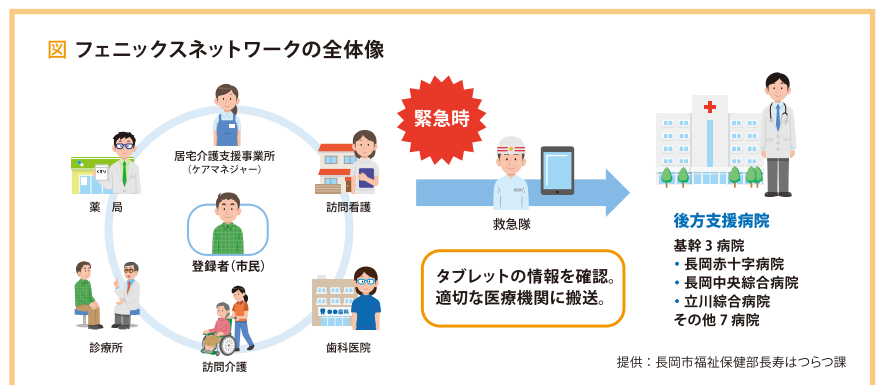 図 フェニックスネットワークの全体像
居宅介護支援事業所
（ケアマネジャー）
くすり
薬 局
訪問看護
登録者（市民）
診療所
訪問介護
歯科医院
緊急時
救急隊
タブレットの情報を確認。
適切な医療機関に搬送。
後方支援病院
基幹3病院
・長岡赤十字病院
・長岡中央綜合病院
・立川綜合病院
その他7病院
提供：長岡市福祉保健部長寿はつらつ課